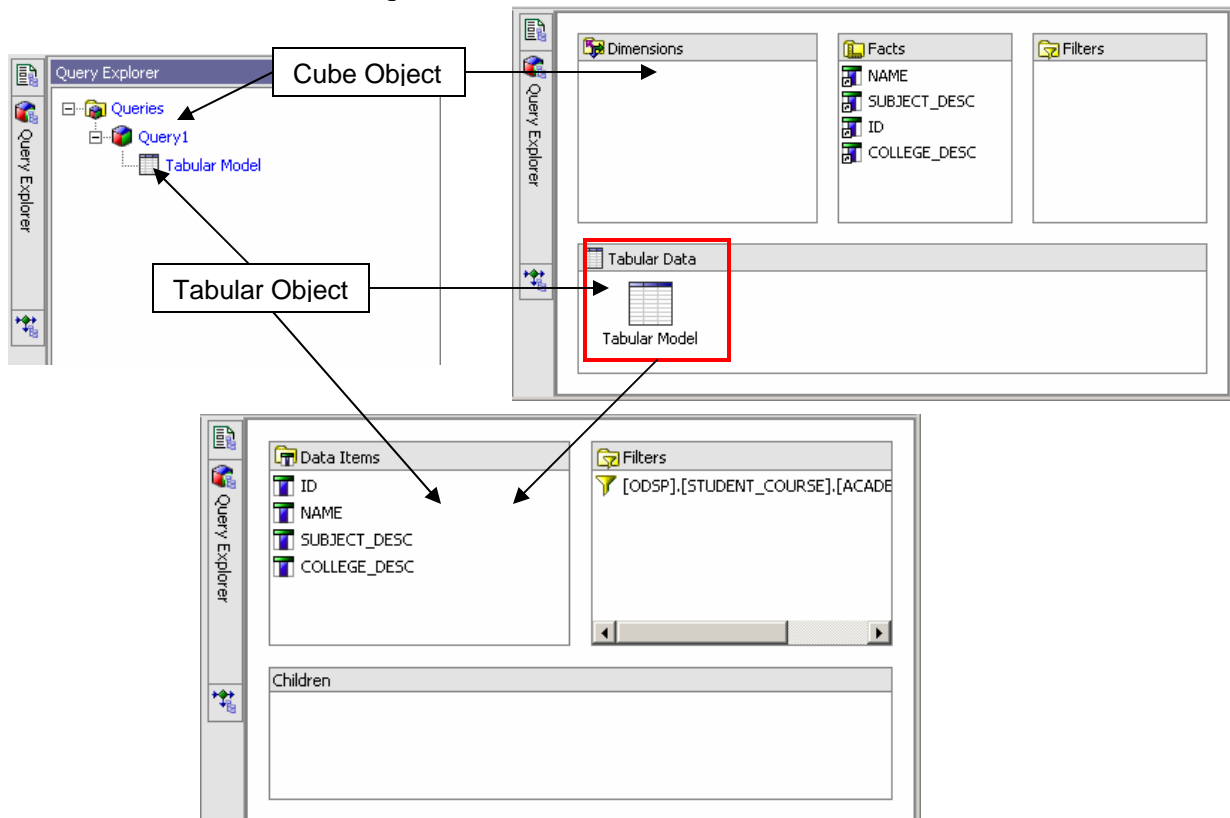 Query Explorer
Queries
Query1
Tabular Model
Query Explorer
Cube Object
Tabular Object
Dimensions
Facts
NAME
SUBJECT_DESC
ID
COLLEGE_DESC
Filters
Query Explorer
Tabular Data
Tabular Model
Query Explorer
Data Items
ID
NAME
SUBJECT_DESC
COLLEGE_DESC
Filters
[ODSP].[STUDENT_COURSE].[ACADE
Children